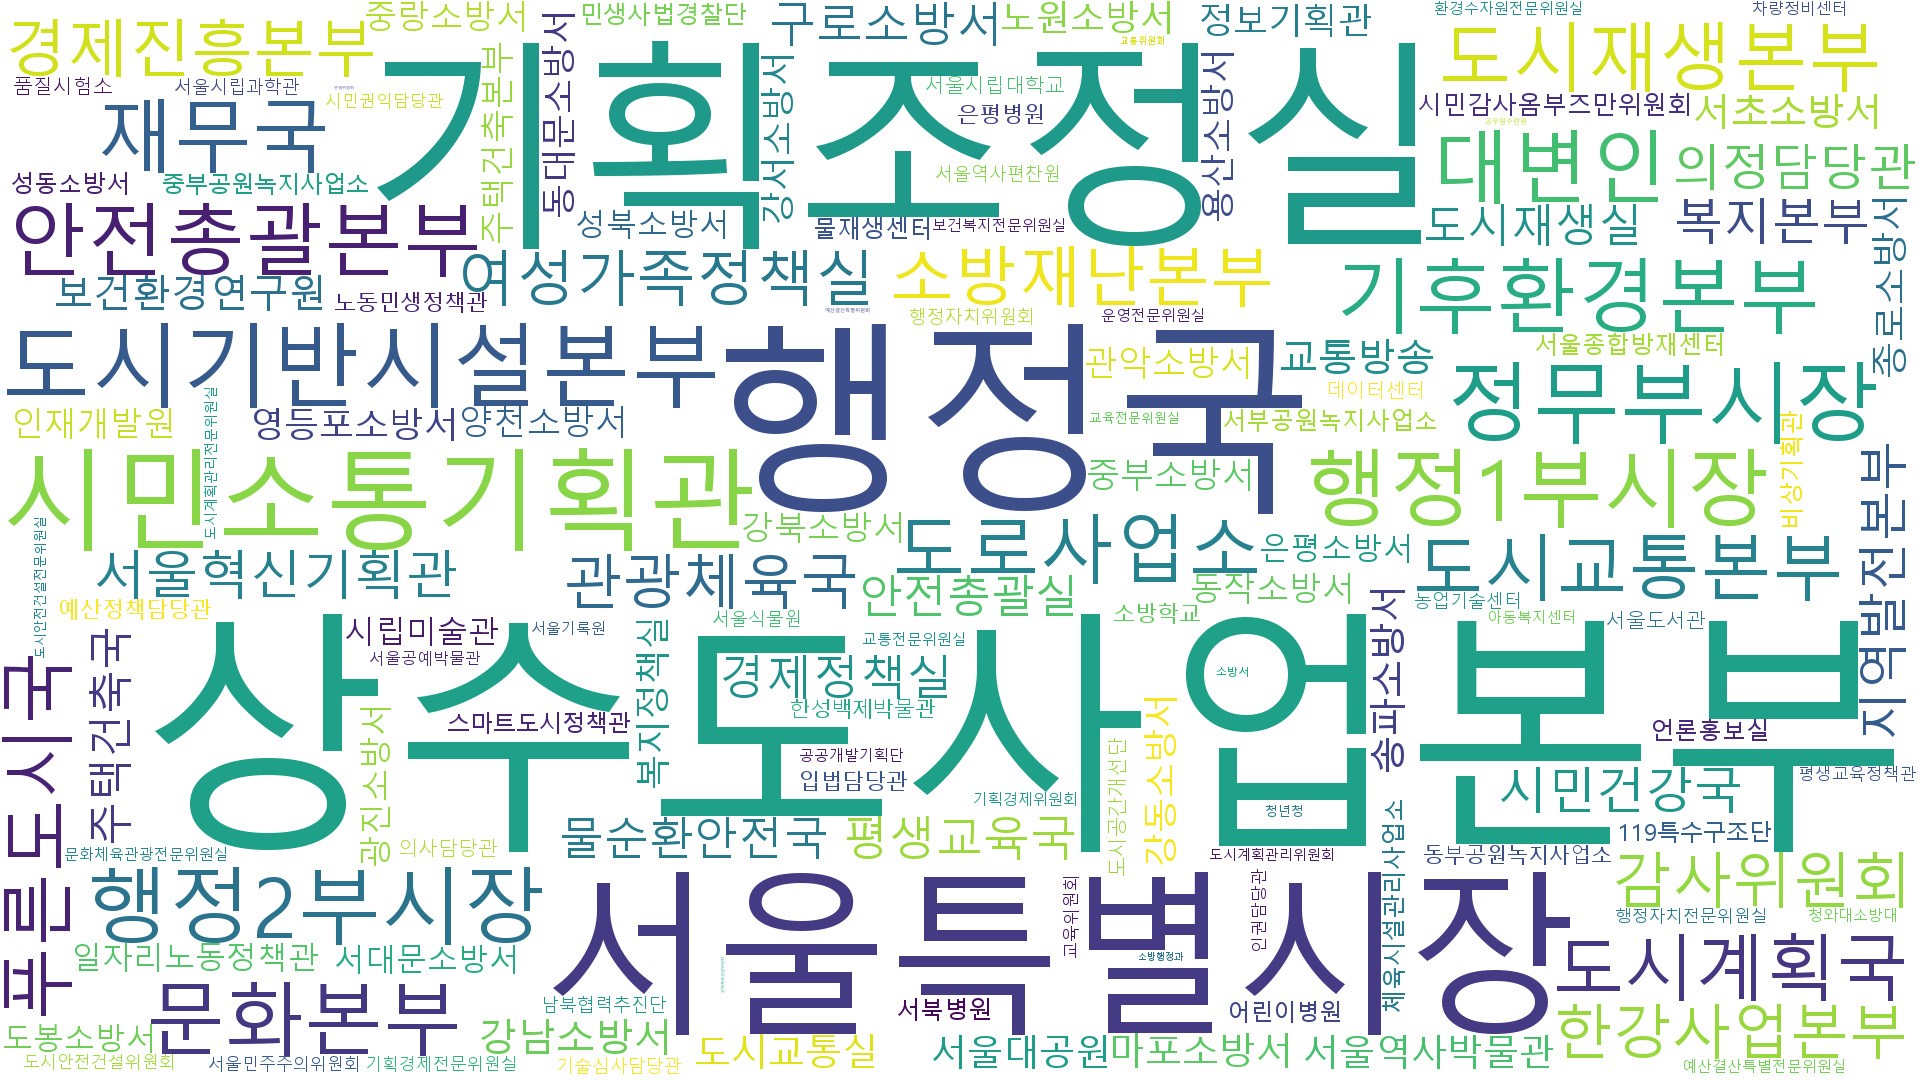 중랑소방서
민생사법경찰단
구로소방서
노원소방서
정보기획관
환경수자원전문위원실
차량정비센터
경제진흥본부
동대문소방서
교통위원회
도시재생본부
기획조정실
주택건축본부
강서소방서
용산소방서
품질시험소
서울시립과학관
시민권익담당관
서울시립대학교
은평병원
시민감사옴부즈만위원회
서초소방서
공무원수련원
재무국
대변인
의정담당관
성동소방서
중부공원녹지사업소
서울역사편찬원
안전총괄본부
성북소방서
물재생센터
보건복지전문위원실
도시재생실
복지본부
종로소방서
보건환경연구원
노동민생정책관
여성가족정책실
소방재난본부
기후환경본부
예산결산특별위원회
행정자치위원회
운영전문위원실
도시기반시설본부
행정국
관악소방서
교통방송
서울종합방재센터
데이터센터
정무부시장
인재개발원
도시계획관리전문위원실
영등포소방서
양천소방서
교육전문위원실
서부공원녹지사업소
비상기획관
시민소통기획관
중부소방서
행정1부시장
지역발전본부
도시안전건설전문위원실
강북소방서
도로사업소
은평소방서
도시교통본부
서울혁신기획관
관광체육국
안전총괄실
동작소방서
농업기술센터
예산정책담당관
소방학교
아동복지센터
서울도서관
상수도사업본부
시립미술관
서울기록원
서울식물원
교통전문위원실
송파소방서
푸른도시국
주택건축국
서울공예박물관
복지정책실
경제정책실
소방서
한성백제박물관
스마트도시정책관
광진소방서
강동소방서
언론홍보실
도시공간개선단
공공개발기획단
입법담당관
기획경제위원회
청년청
시민건강국
평생교육정책관
체육시설관리사업소
물순환안전국
평생교육국
119특수구조단
문화체육관광전문위원실
의사담당관
도시계획관리위원회
동부공원녹지사업소
감사위원회
행정2부시장
서울특별시장
교육위원회
인권담당관
행정자치전문위원실
청와대소방대
일자리노동정책관
서대문소방서
소방행정과
도시계획국
문화본부
남북협력추진단
서북병원
어린이병원
한강사업본부
도봉소방서
강남소방서
도시교통실
서울대공원
마포소방서
서울역사박물관
도시안전건설위원회
서울민주주의위원회
기획경제전문위원실
기술심사담당관
예산결산특별전문위원실